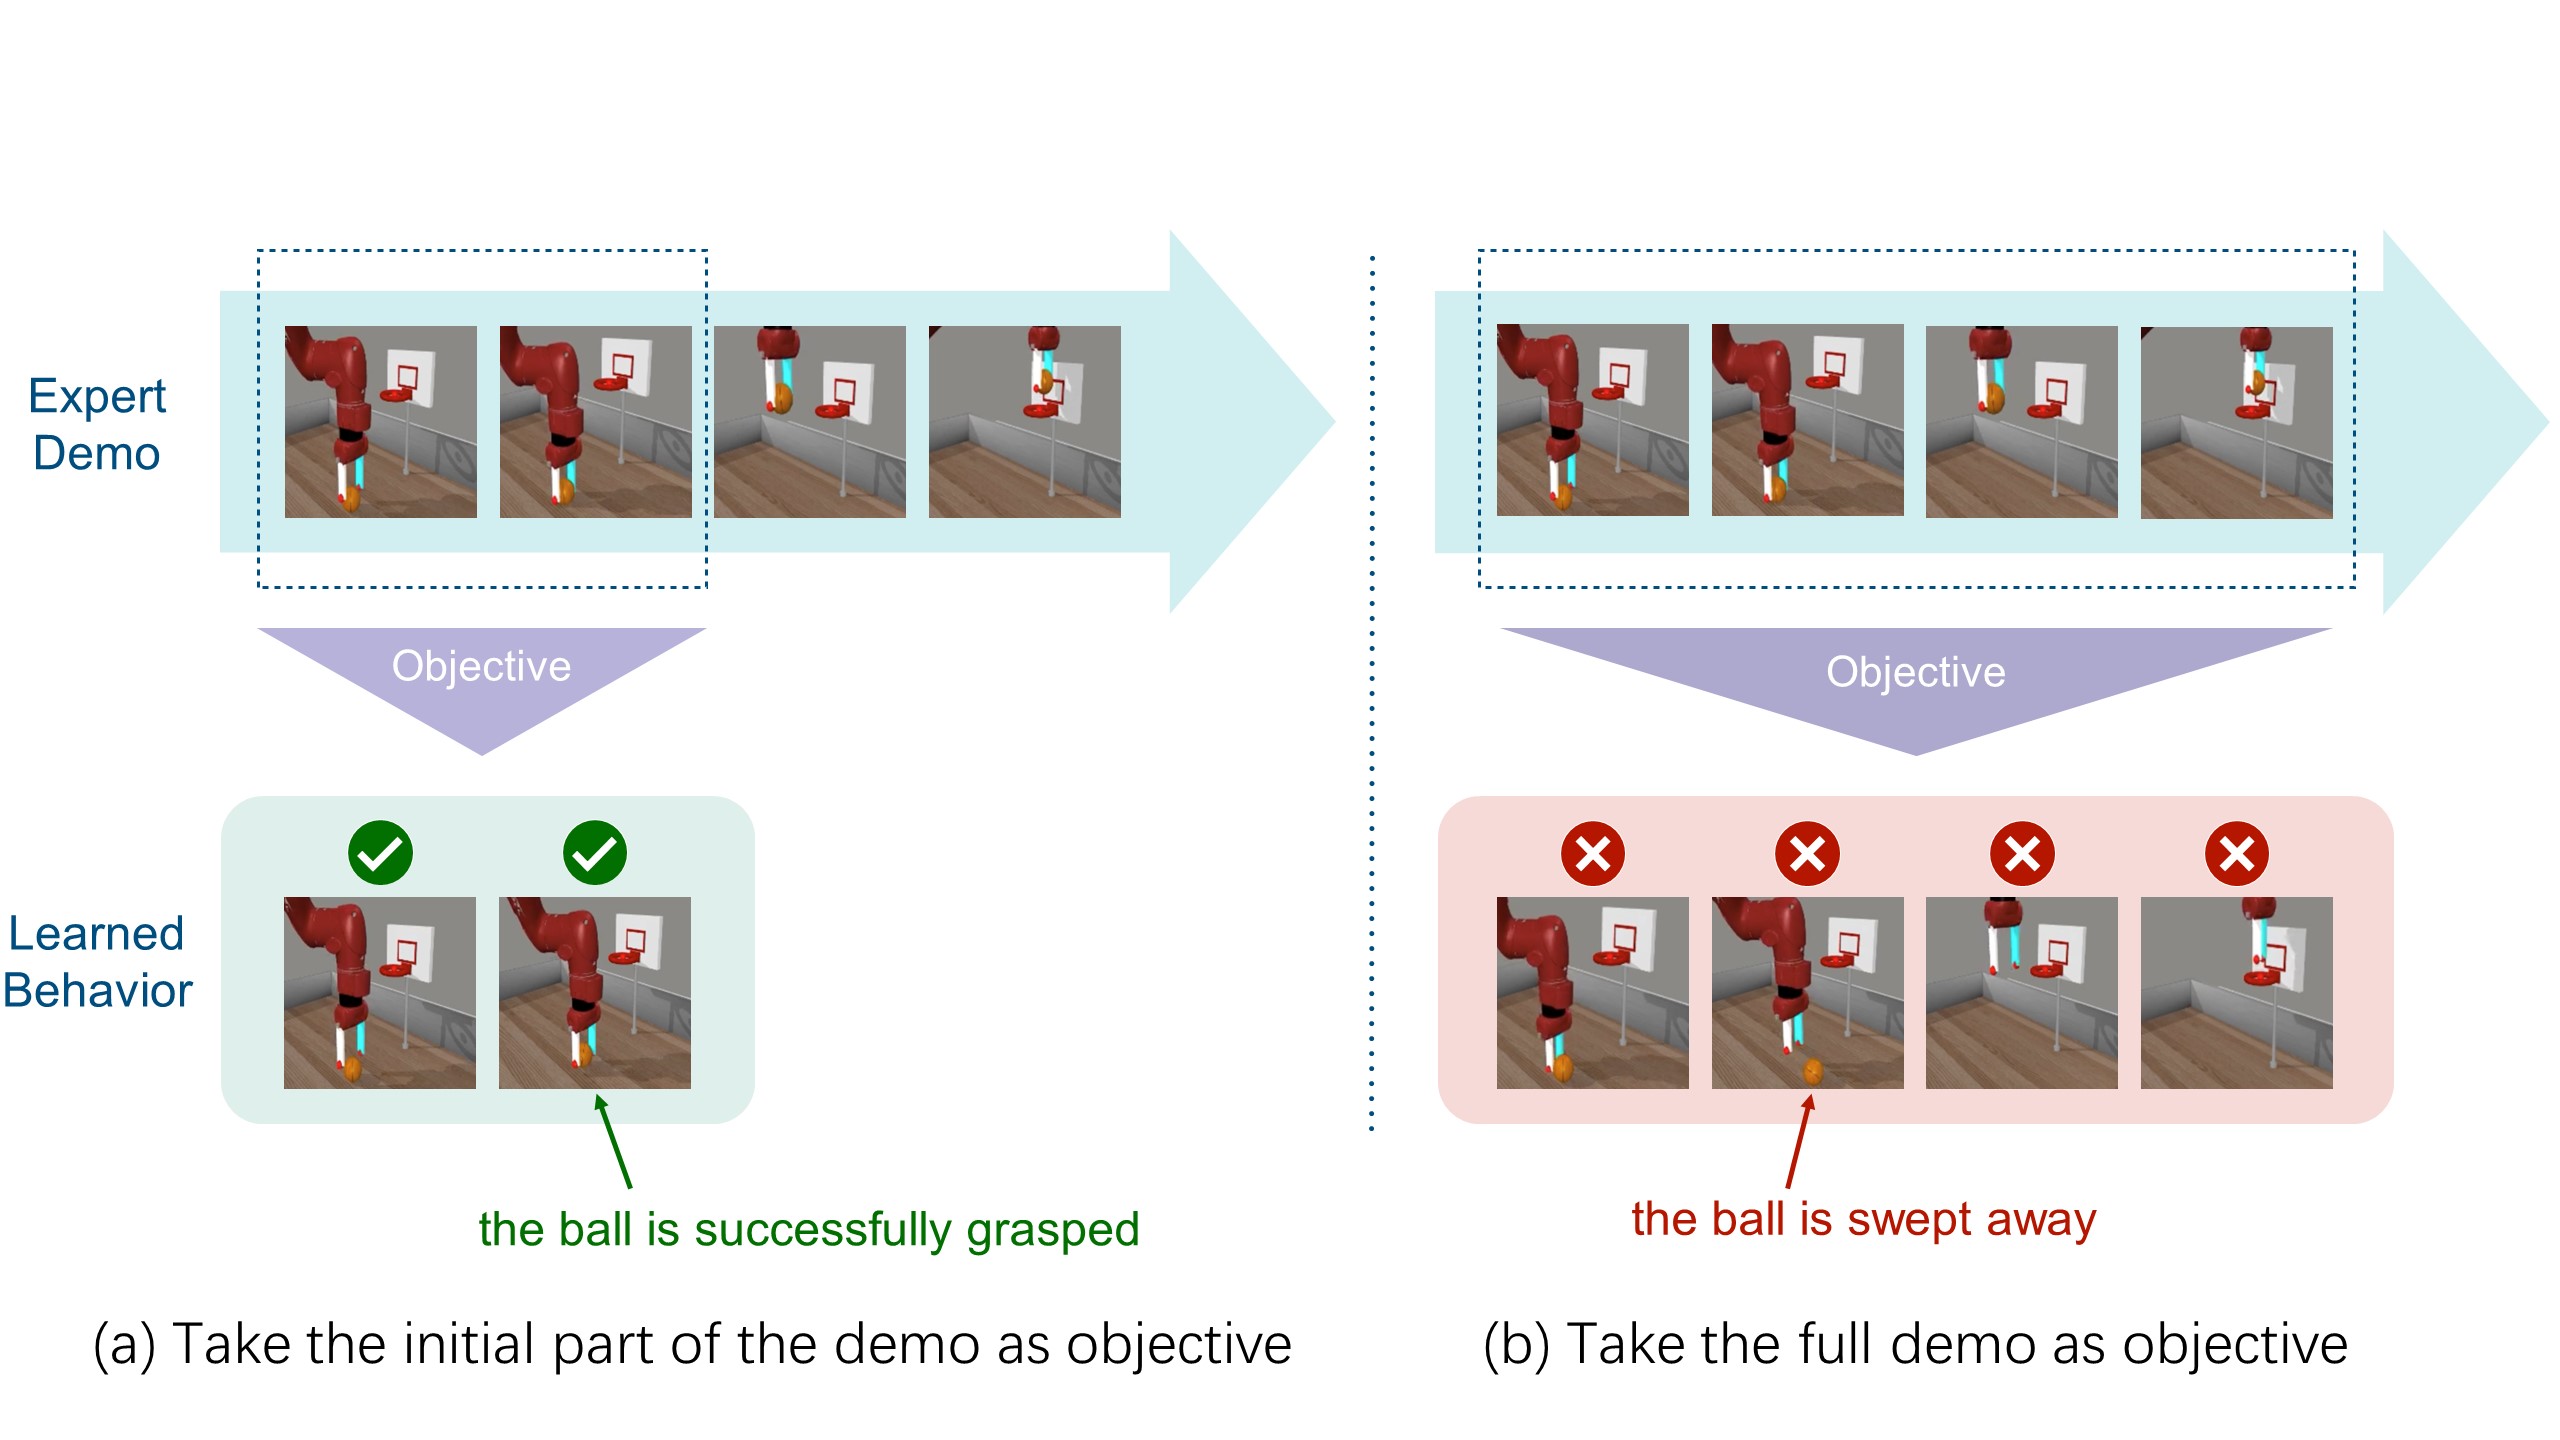 Expert
Demo
Objective
Objective
Learned
Behavior
the ball is successfully grasped
the ball is swept away
(a) Take the initial part of the demo as objective
(b) Take the full demo as objective